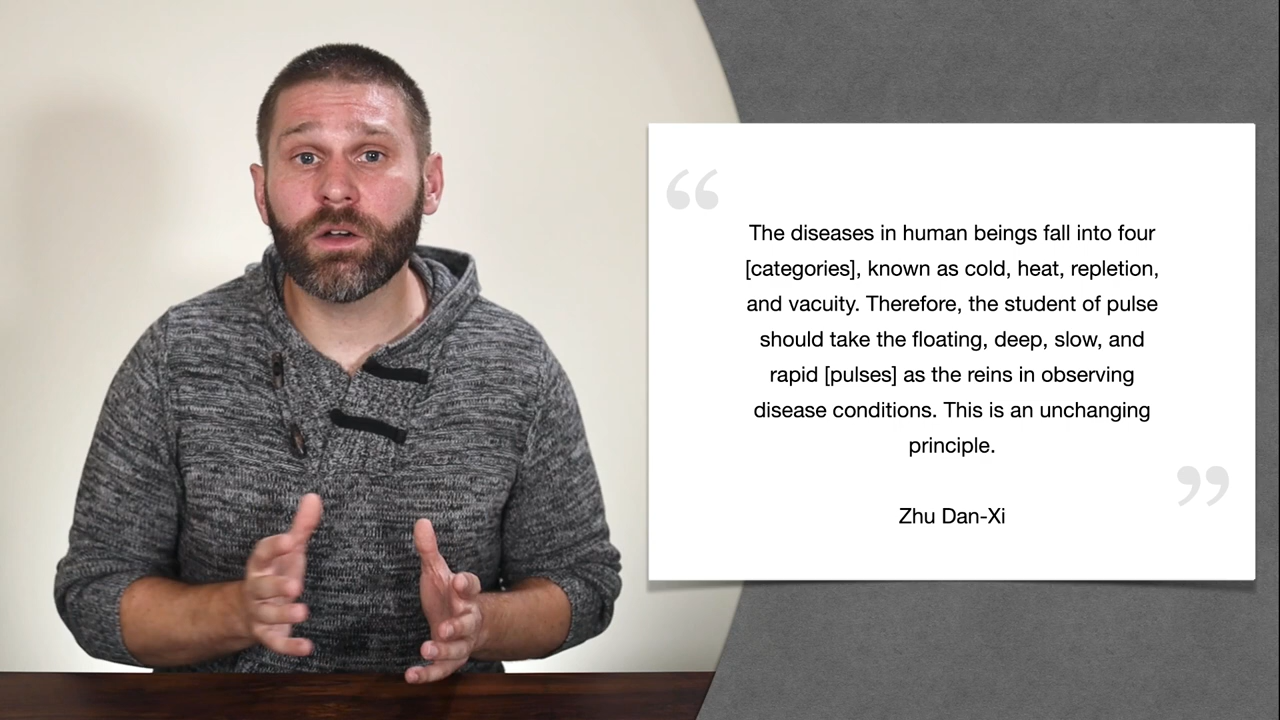 “
The diseases in human beings fall into four
[categories], known as cold, heat, repletion,
and vacuity. Therefore, the student of pulse
should take the floating, deep, slow, and
rapid [pulses] as the reins in observing
disease conditions. This is an unchanging
principle.
”
Zhu Dan-Xi